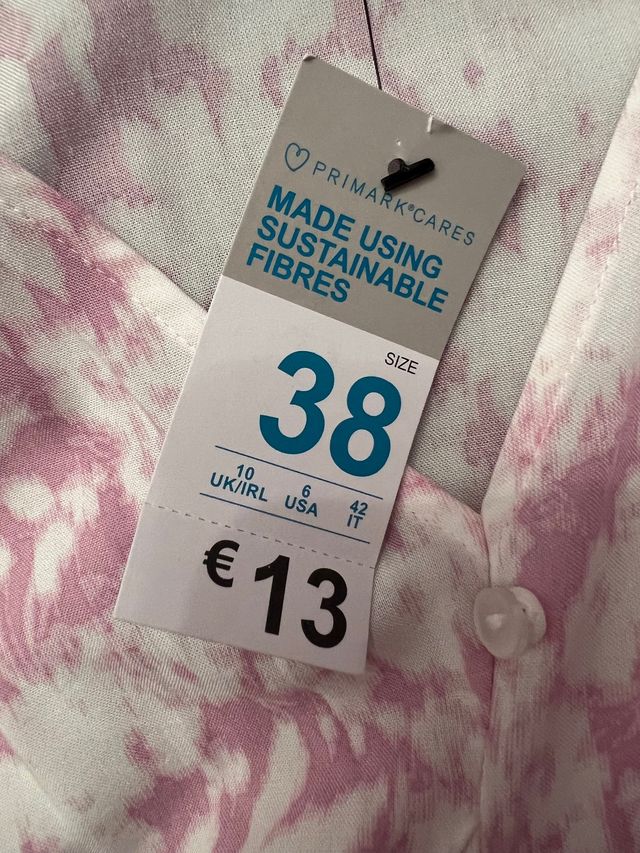 PRIMARK®CARES
MADE USING
SUSTAINABLE
FIBRES
SIZE
38
10 6 42
UK/IRL USA IT
€ 13